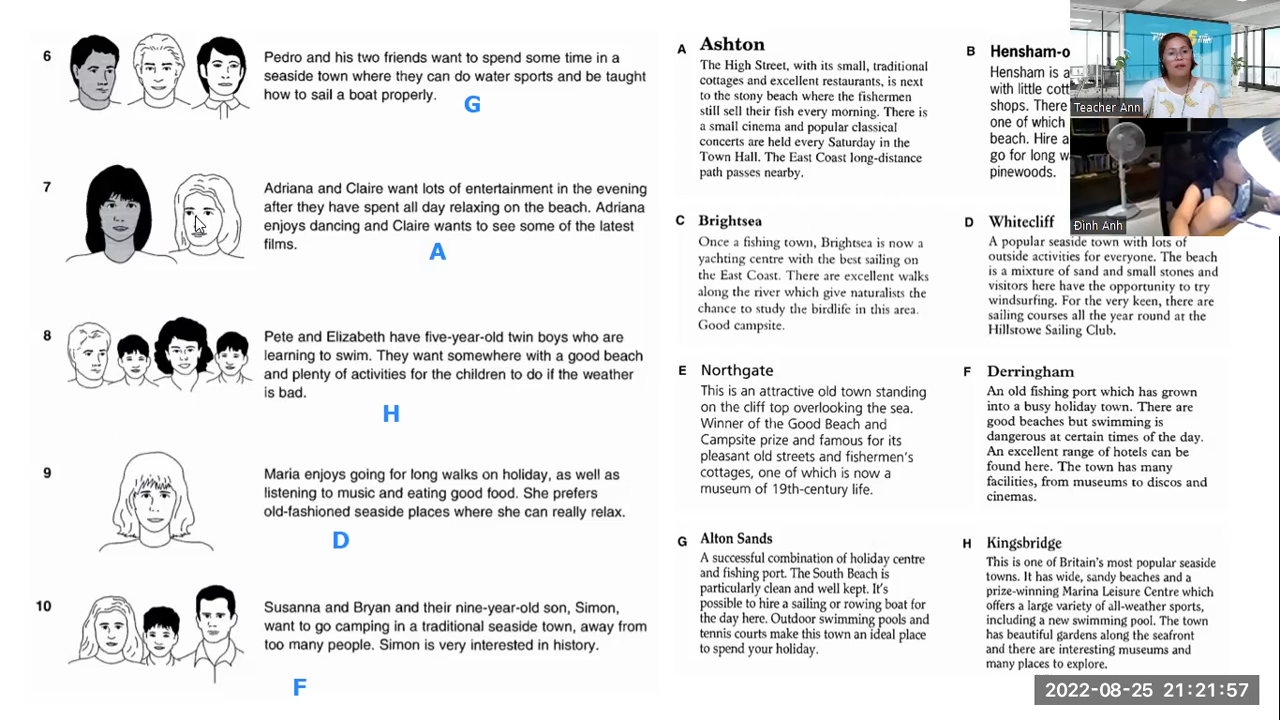 6
Pedro and his two friends want to spend some time in a
seaside town where they can do water sports and be taught
how to sail a boat properly.
G
7
Adriana and Claire want lots of entertainment in the evening
after they have spent all day relaxing on the beach. Adriana
enjoys dancing and Claire wants to see some of the latest
films.
A
8
Pete and Elizabeth have five-year-old twin boys who are
learning to swim. They want somewhere with a good beach
and plenty of activities for the children to do if the weather
is bad.
H
9
Maria enjoys going for long walks on holiday, as well as
listening to music and eating good food. She prefers
old-fashioned seaside places where she can really relax.
D
10
Susanna and Bryan and their nine-year-old son, Simon,
want to go camping in a traditional seaside town, away from
too many people. Simon is very interested in history.
F
A Ashton
The High Street, with its small, traditional
cottages and excellent restaurants, is next
to the stony beach where the fishermen
still sell their fish every morning. There is
a small cinema and popular classical
concerts are held every Saturday in the
Town Hall. The East Coast long-distance
path passes nearby.
B Hensham-o
Hensham is a
with little cott
shops. There
one of which
beach. Hire a
go for long w
pinewoods.
C Brightsea
Once a fishing town, Brightsea is now a
yachting centre with the best sailing on
the East Coast. There are excellent walks
along the river which give naturalists the
chance to study the birdlife in this area.
Good campsite.
D Whitecliff
A popular seaside town with lots of
outside activities for everyone. The beach
is a mixture of sand and small stones and
visitors here have the opportunity to try
windsurfing. For the very keen, there are
sailing courses all the year round at the
Hillstowe Sailing Club.
E Northgate
This is an attractive old town standing
on the cliff top overlooking the sea.
Winner of the Good Beach and
Campsite prize and famous for its
pleasant old streets and fishermen's
cottages, one of which is now a
museum of 19th-century life.
F Derringham
An old fishing port which has grown
into a busy holiday town. There are
good beaches but swimming is
dangerous at certain times of the day.
An excellent range of hotels can be
found here. The town has many
facilities, from museums to discos and
cinemas.
G Alton Sands
A successful combination of holiday centre
and fishing port. The South Beach is
particularly clean and well kept. It's
possible to hire a sailing or rowing boat for
the day here. Outdoor swimming pools and
tennis courts make this town an ideal place
to spend your holiday.
H Kingsbridge
This is one of Britain's most popular seaside
towns. It has wide, sandy beaches and a
prize-winning Marina Leisure Centre which
offers a large variety of all-weather sports,
including a new swimming pool. The town
has beautiful gardens along the seafront
and there are interesting museums and
many places to explore.
Teacher Ann
Đình Anh
2022-08-25 21:21:57